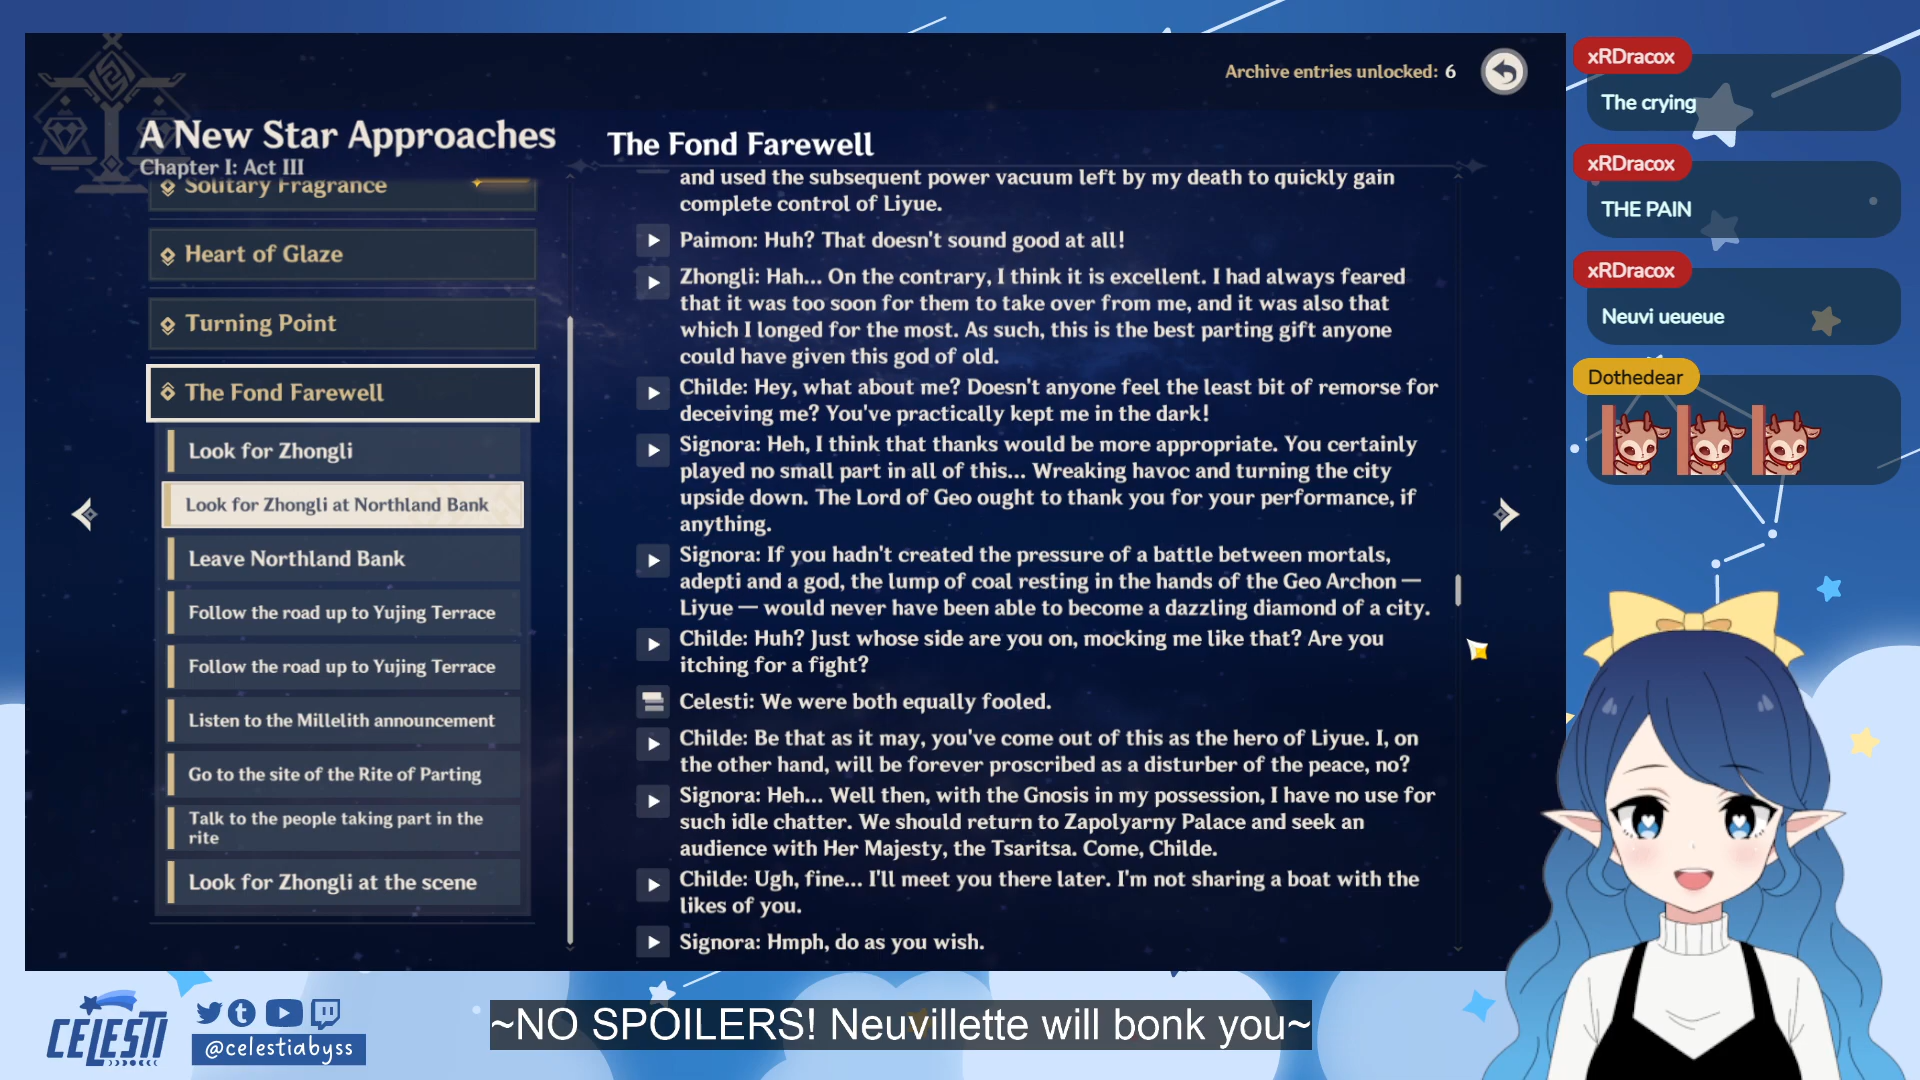 Archive entries unlocked: 6
A New Star Approaches
Chapter I: Act III
Solitary Fragrance
Heart of Glaze
Turning Point
The Fond Farewell
Look for Zhongli
Look for Zhongli at Northland Bank
Leave Northland Bank
Follow the road up to Yujing Terrace
Follow the road up to Yujing Terrace
Listen to the Millelith announcement
Go to the site of the Rite of Parting
Talk to the people taking part in the
rite
Look for Zhongli at the scene
The Fond Farewell
and used the subsequent power vacuum left by my death to quickly gain
complete control of Liyue.
Paimon: Huh? That doesn't sound good at all!
Zhongli: Hah... On the contrary, I think it is excellent. I had always feared
that it was too soon for them to take over from me, and it was also that
which I longed for the most. As such, this is the best parting gift anyone
could have given this god of old.
Childe: Hey, what about me? Doesn't anyone feel the least bit of remorse for
deceiving me? You've practically kept me in the dark!
Signora: Heh, I think that thanks would be more appropriate. You certainly
played no small part in all of this... Wreaking havoc and turning the city
upside down. The Lord of Geo ought to thank you for your performance, if
anything.
Signora: If you hadn't created the pressure of a battle between mortals,
adepti and a god, the lump of coal resting in the hands of the Geo Archon —
Liyue — would never have been able to become a dazzling diamond of a city.
Childe: Huh? Just whose side are you on, mocking me like that? Are you
itching for a fight?
Celesti: We were both equally fooled.
Childe: Be that as it may, you've come out of this as the hero of Liyue. I, on
the other hand, will be forever proscribed as a disturber of the peace, no?
Signora: Heh... Well then, with the Gnosis in my possession, I have no use for
such idle chatter. We should return to Zapolyarny Palace and seek an
audience with Her Majesty, the Tsaritsa. Come, Childe.
Childe: Ugh, fine... I'll meet you there later. I'm not sharing a boat with the
likes of you.
Signora: Hmph, do as you wish.
xRDracox
The crying
xRDracox
THE PAIN
xRDracox
Neuvi ueueue
Dothedear
CELESTI
@celestiabyss
~NO SPOILERS! Neuvillette will bonk you~